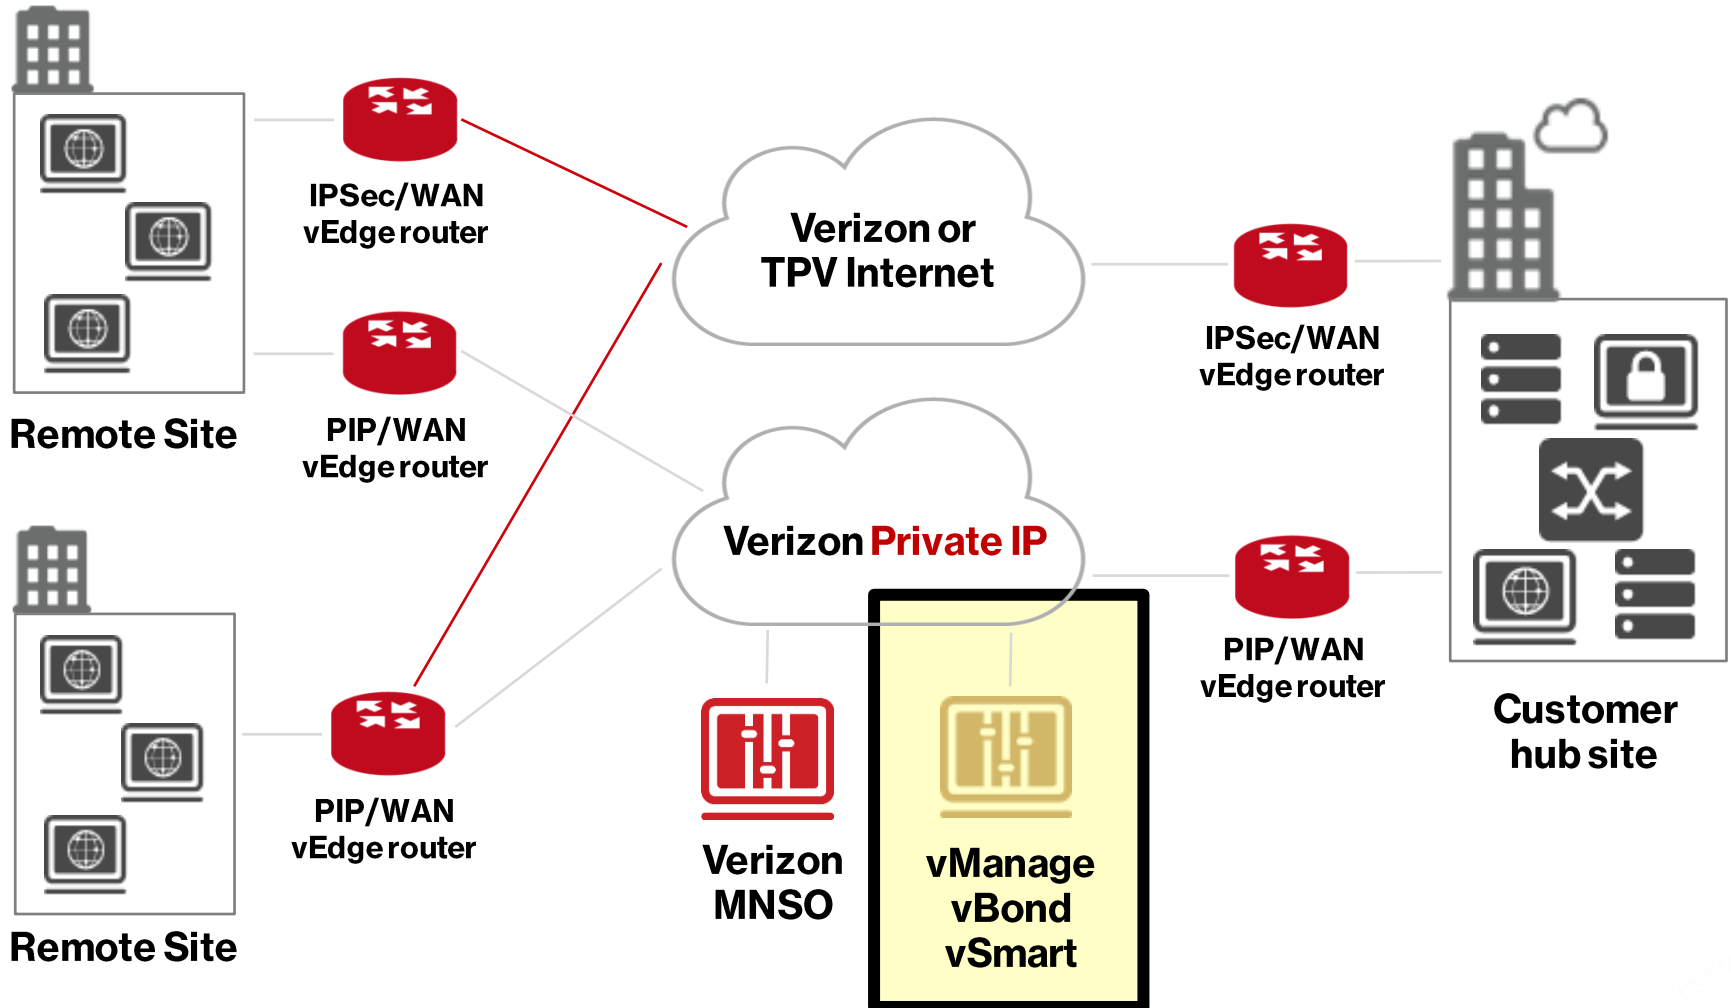 IPSec/WAN
vEdge router
Verizon or
TPV Internet
IPSec/WAN
vEdge router
Remote Site
PIP/WAN
vEdge router
Verizon Private IP
PIP/WAN
vEdge router
Customer
hub site
PIP/WAN
vEdge router
Verizon
MNSO
vManage
vBond
vSmart
Remote Site